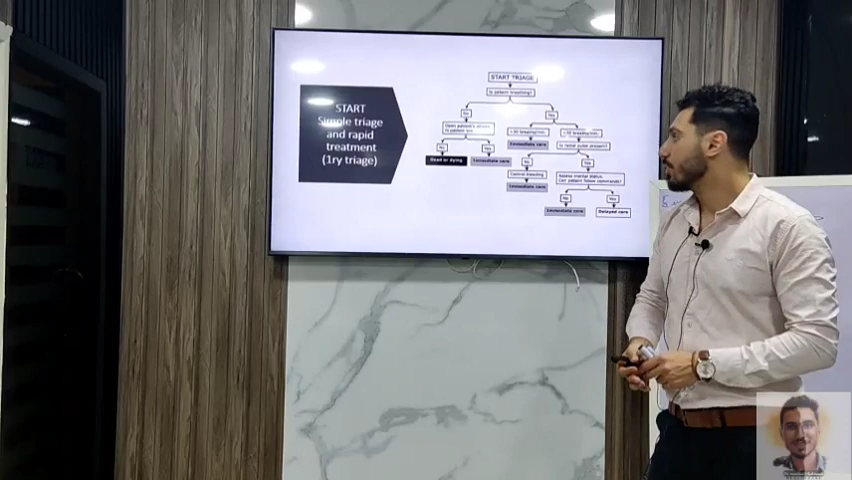 START
Simple triage
and rapid
treatment
(1ry triage)
START TRIAGE
Is patient breathing?
No
Yes
Open patient's airway
Is patient
<30 breaths/min.
>30 breaths/min.
Immediate care
Is radial pulse present?
No
Yes
Dead or dying
Immediate care
No
Yes
Control bleeding
Immediate care
Assess mental status.
Can patient follow commands?
No
Yes
Immediate care
Delayed care